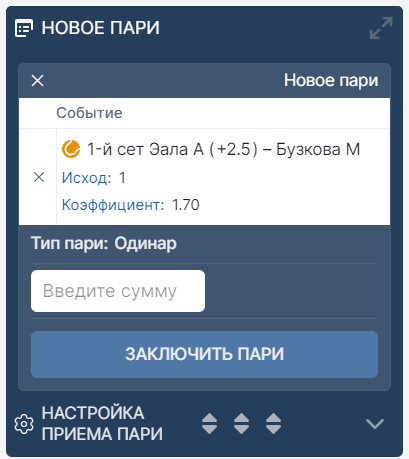 НОВОЕ ПАРИ
Новое пари
Событие
1-й сет Эала А (+2.5) – Бузкова М
Исход: 1
Коэффициент: 1.70
Тип пари: Одинар
Введите сумму
ЗАКЛЮЧИТЬ ПАРИ
НАСТРОЙКА
ПРИЕМА ПАРИ